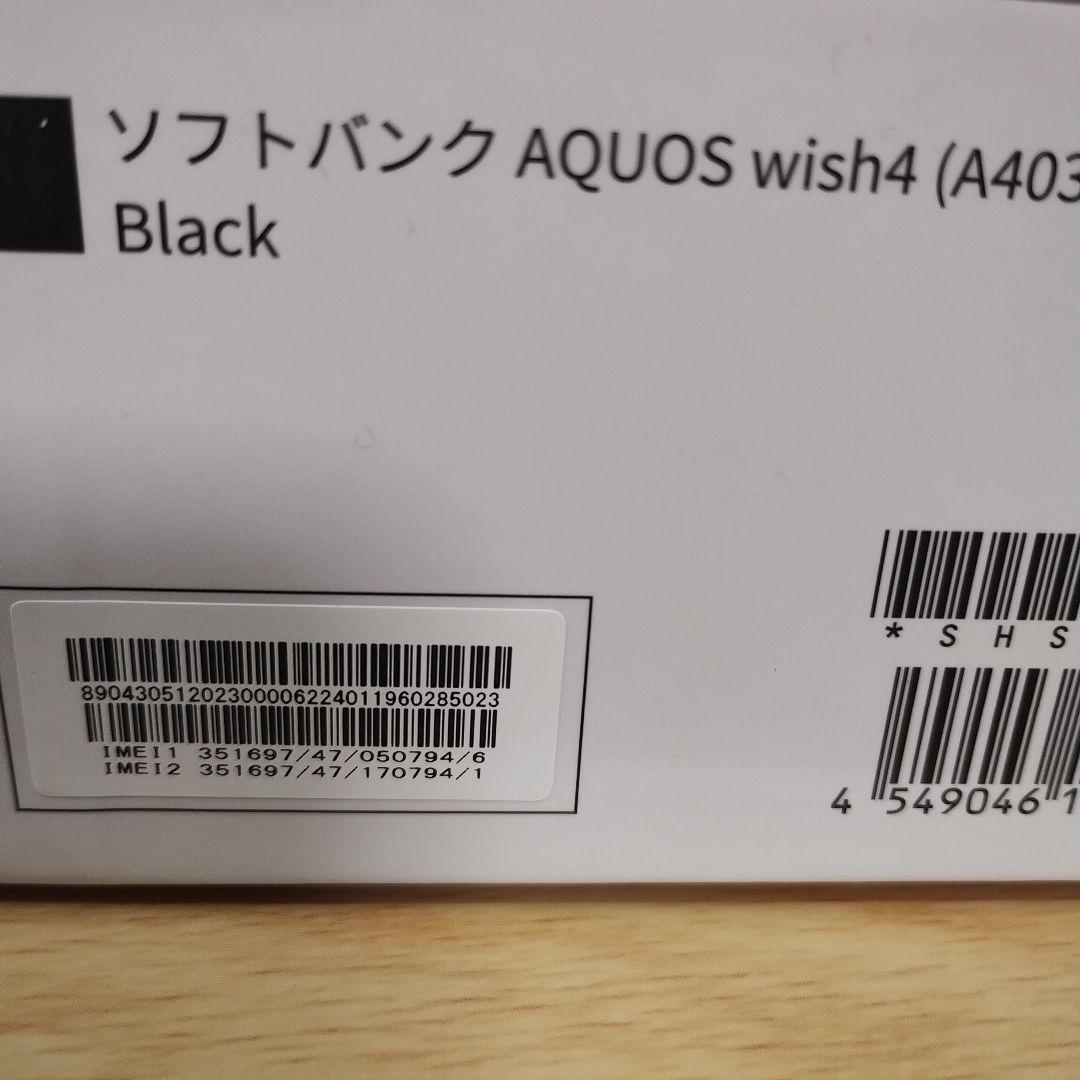 ソフトバンク AQUOS wish4 (A403
Black
* S H S
89043051202300006224011960285023
IMEI1 351697/47/050794/6
IMEI2 351697/47/170794/1
4 549046 1